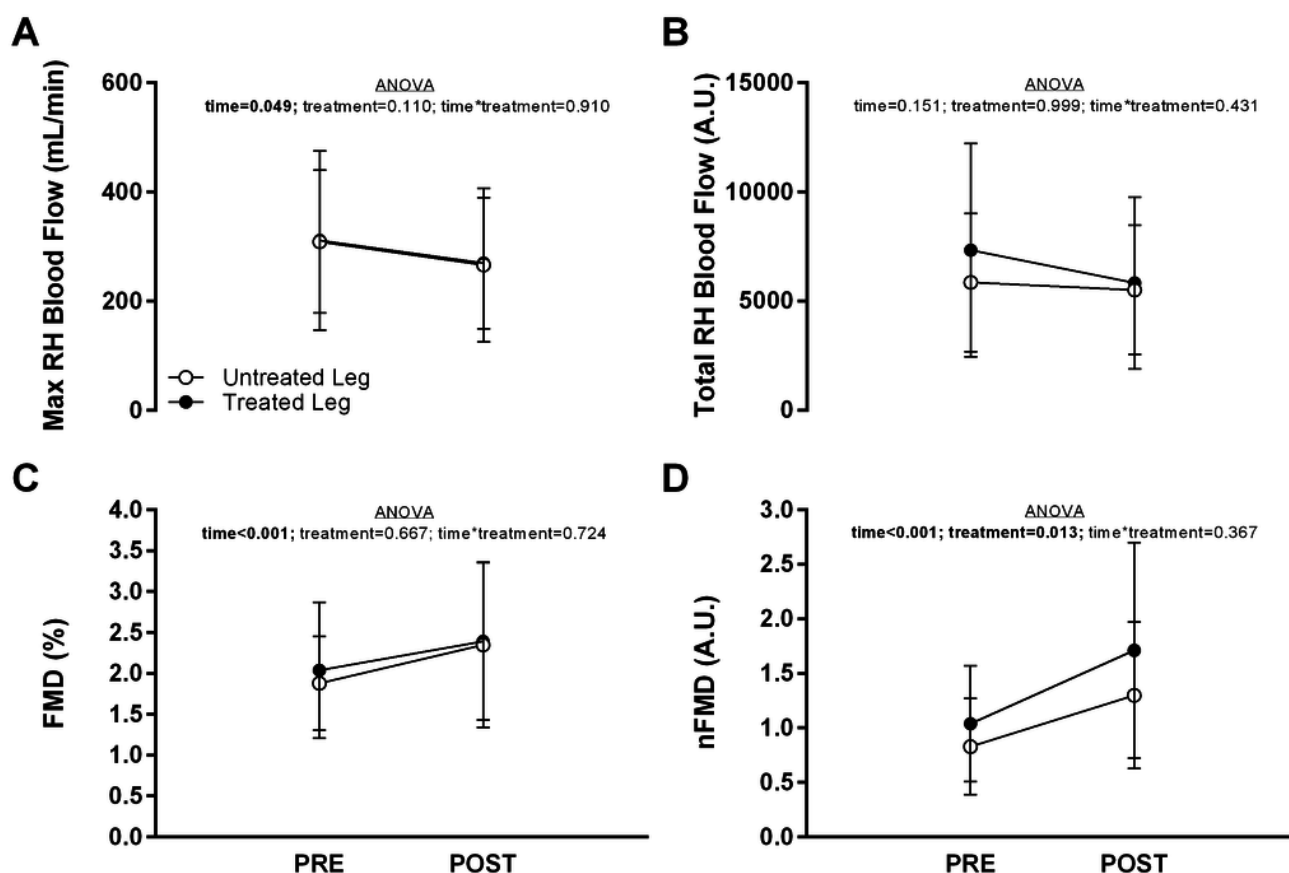 A
Max RH Blood Flow (mL/min)
600
400
200
0
ANOVA
time=0.049; treatment=0.110; time*treatment=0.910
Untreated Leg
Treated Leg
B
Total RH Blood Flow (A.U.)
15000
10000
5000
0
ANOVA
time=0.151; treatment=0.999; time*treatment=0.431
C
FMD (%)
4.0
3.5
3.0
2.5
2.0
1.5
1.0
0.5
0.0
ANOVA
time<0.001; treatment=0.667; time*treatment=0.724
PRE
POST
D
nFMD (A.U.)
3.0
2.5
2.0
1.5
1.0
0.5
0.0
ANOVA
time<0.001; treatment=0.013; time*treatment=0.367
PRE
POST